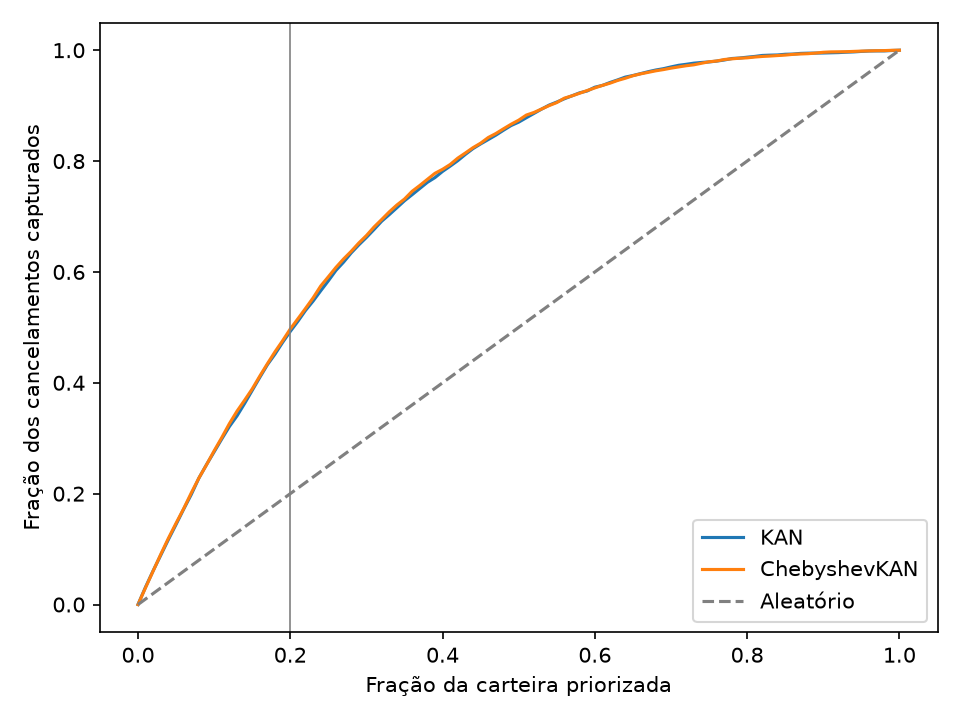 1.0
0.8
0.6
0.4
0.2
0.0
Fração dos cancelamentos capturados
KAN
ChebyshevKAN
Aleatório
0.0 0.2 0.4 0.6 0.8 1.0
Fração da carteira priorizada